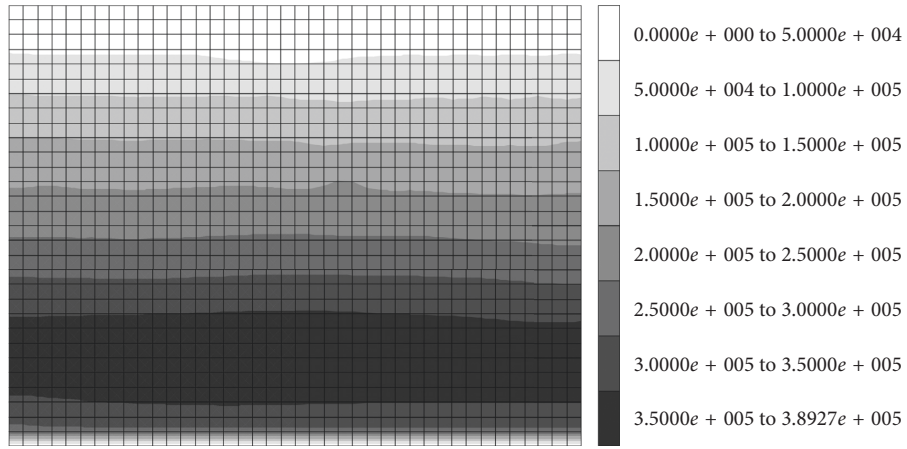 0.0000e + 000 to 5.0000e + 004
5.0000e + 004 to 1.0000e + 005
1.0000e + 005 to 1.5000e + 005
1.5000e + 005 to 2.0000e + 005
2.0000e + 005 to 2.5000e + 005
2.5000e + 005 to 3.0000e + 005
3.0000e + 005 to 3.5000e + 005
3.5000e + 005 to 3.8927e + 005